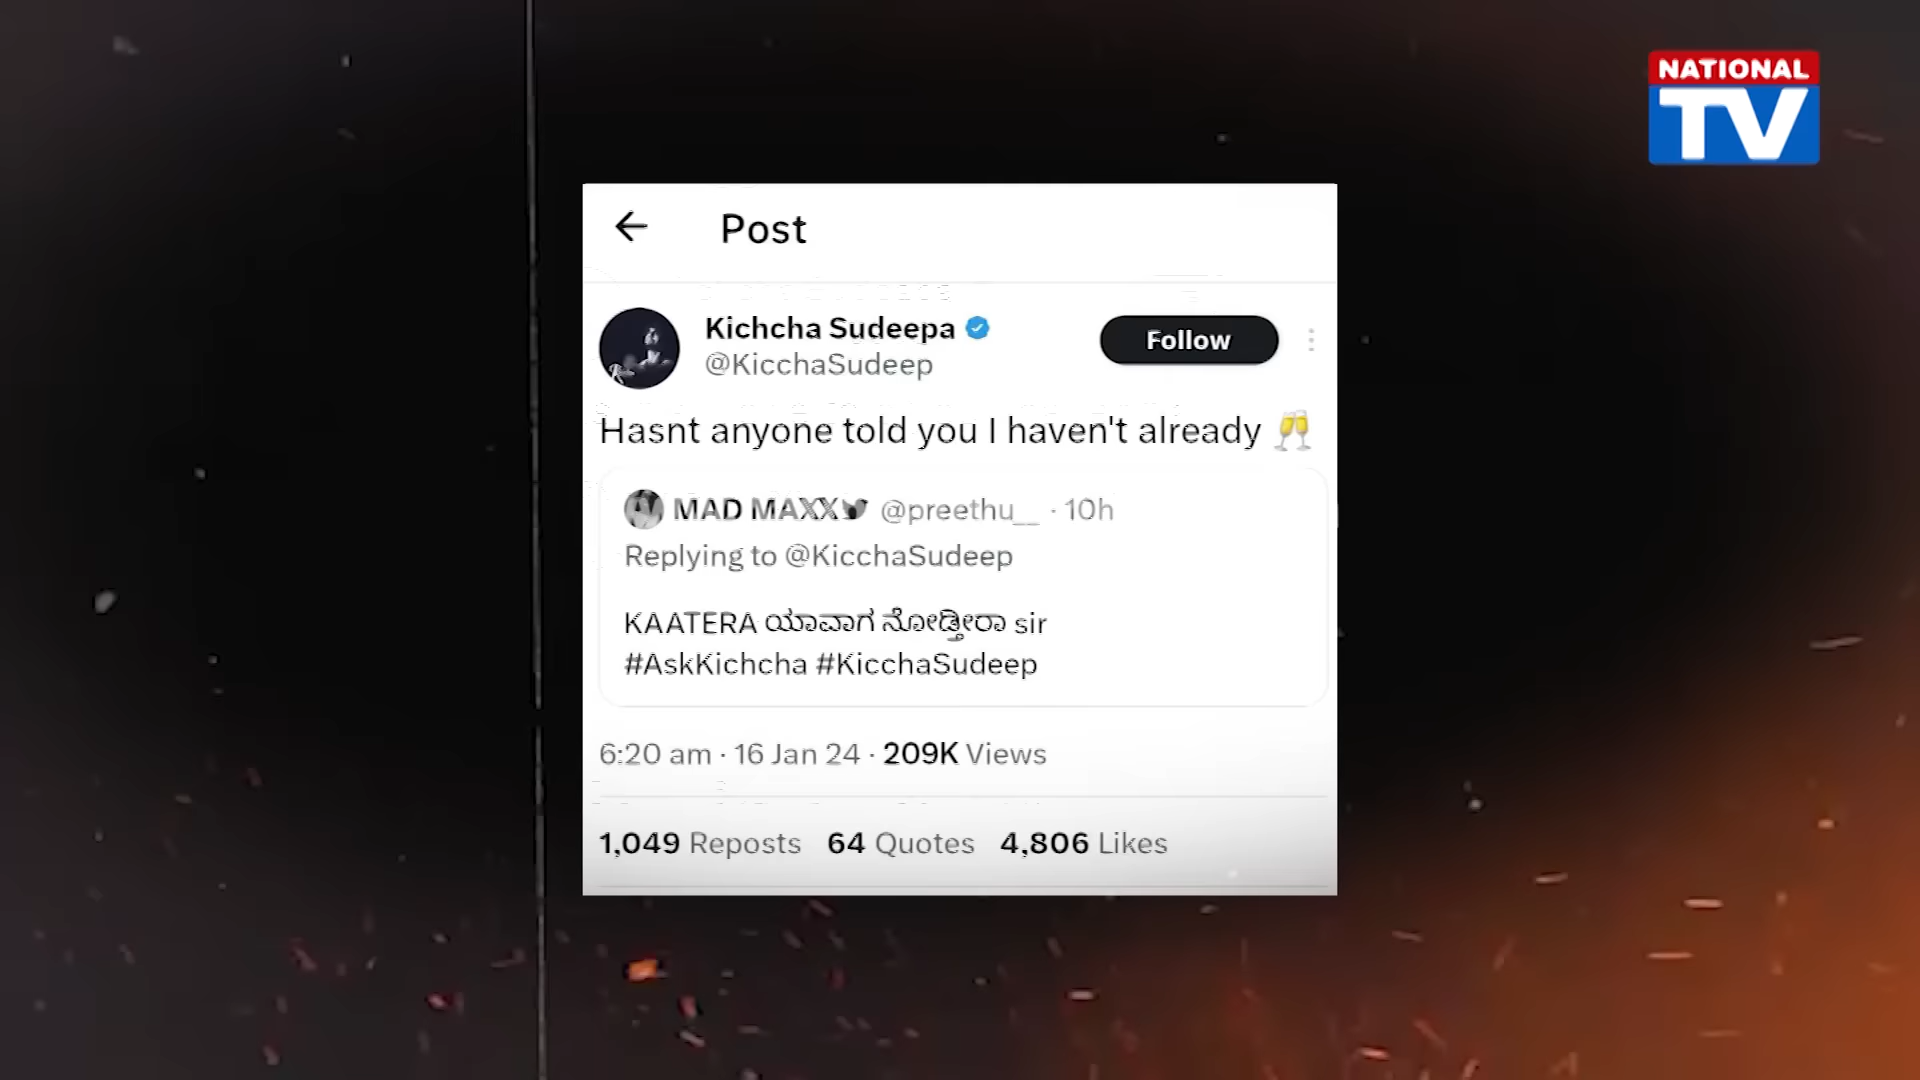 NATIONAL
TV
Post
Kichcha Sudeepa
@KicchaSudeep
Follow
Hasnt anyone told you I haven't already 🥂
MAD MAXX @preethu__ · 10h
Replying to @KicchaSudeep
KAATERA ಯಾವಾಗ ನೋಡ್ತೀರಾ sir
#AskKichcha #KicchaSudeep
6:20 am · 16 Jan 24 · 209K Views
1,049 Reposts 64 Quotes 4,806 Likes